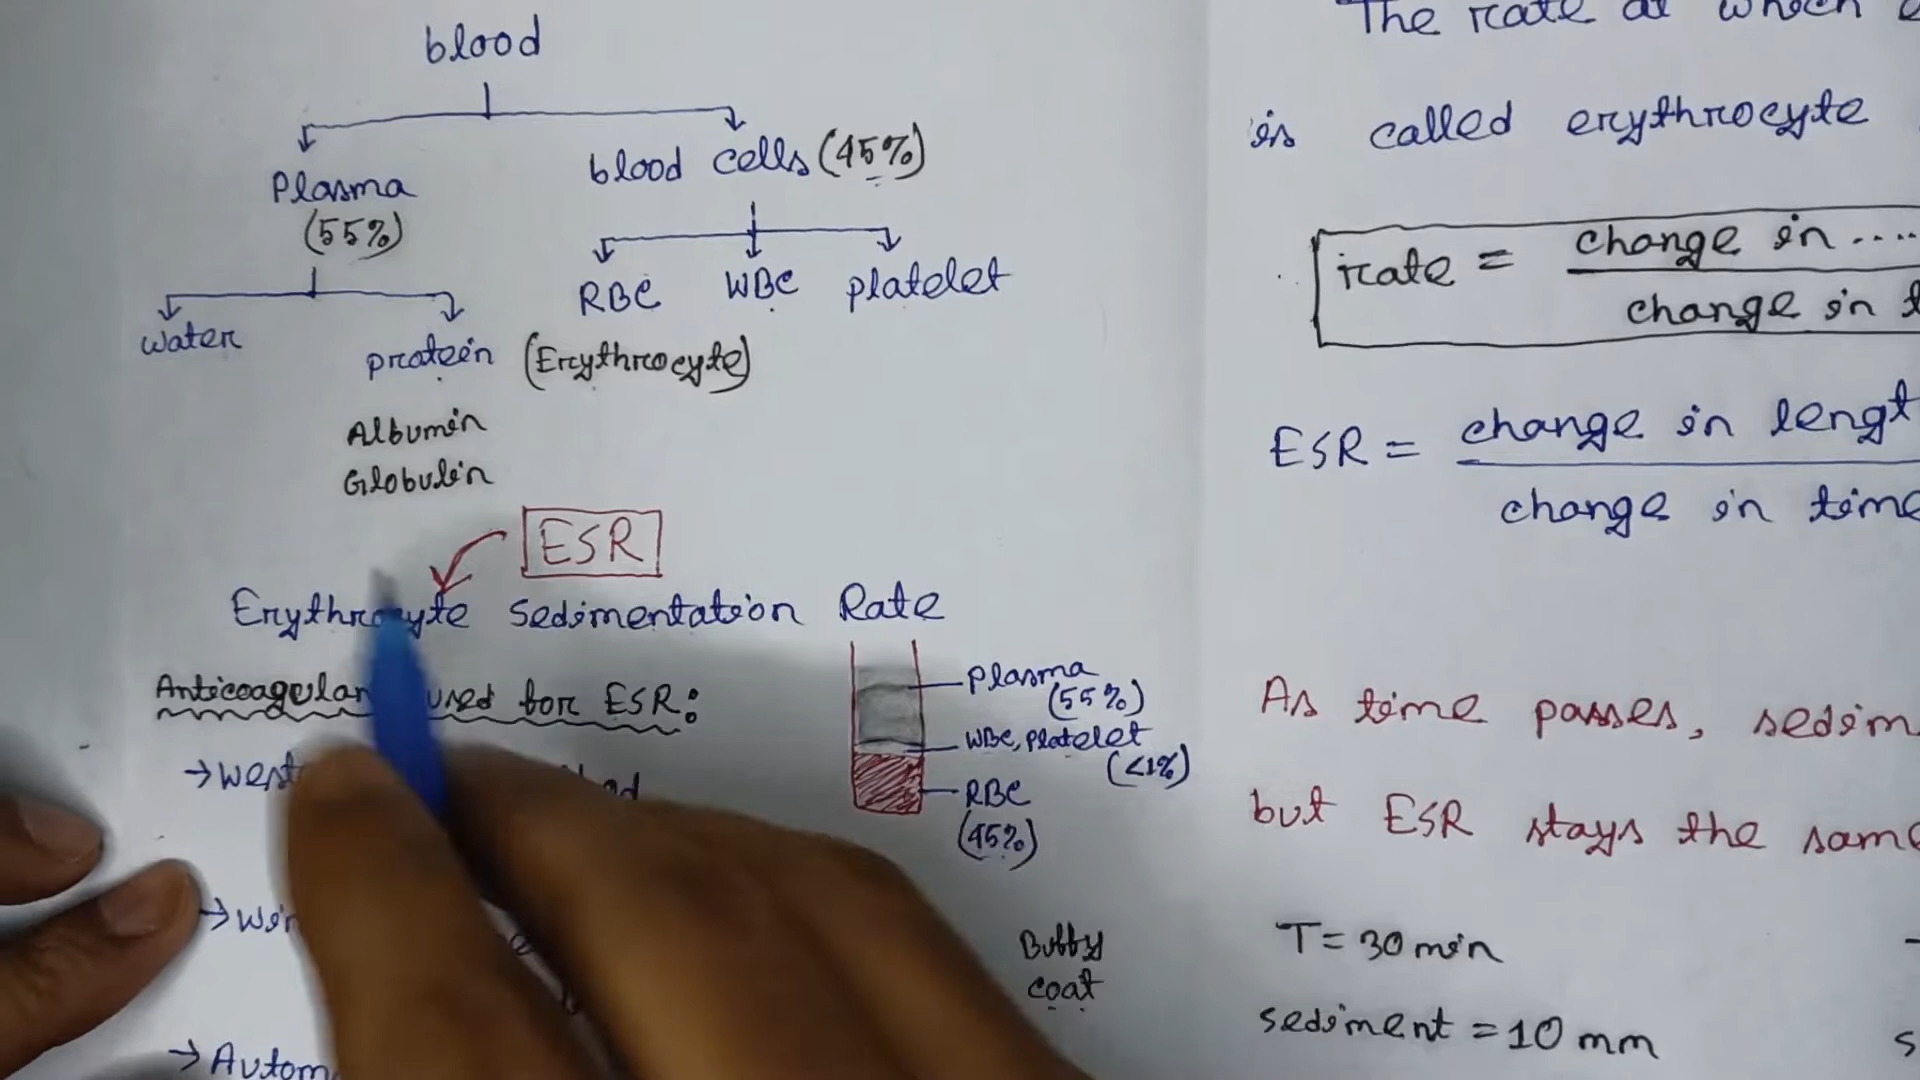 blood
Plasma
(55%)
blood cells (45%)
water
protein
Albumin
Globulin
RBC
WBC
platelet
(Erythrocyte)
ESR
Erythrocyte Sedimentation Rate
used for ESR:
plasma
(55%)
WBC, platelet
(<1%)
RBC
(45%)
Buffy
coat
The rate at which
is called erythrocyte
rate = change in ....
change in
ESR = change in
change in time
As time passes,
but ESR stays the
T = 30 min
sediment = 10 mm